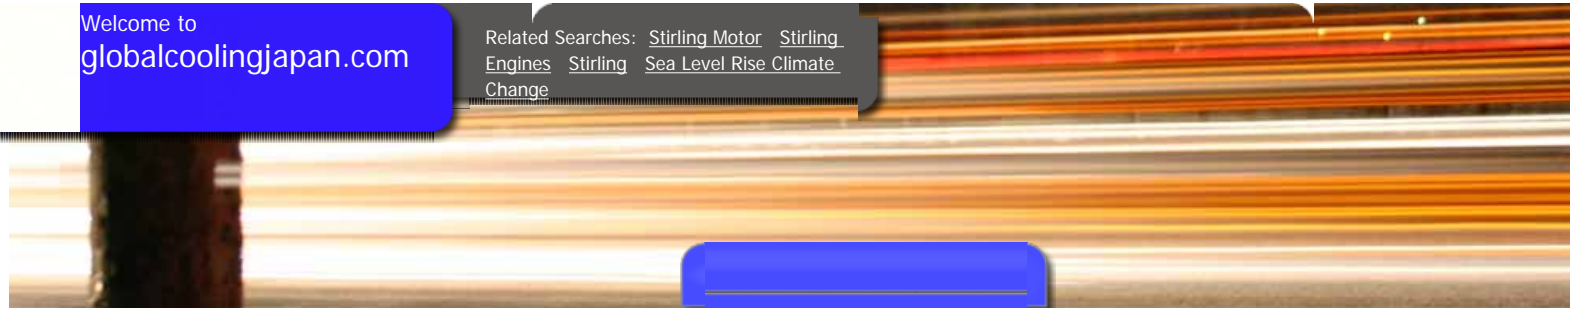 Welcome to
globalcoolingjapan.com
Related Searches: Stirling Motor Stirling
Engines Stirling Sea Level Rise Climate
Change